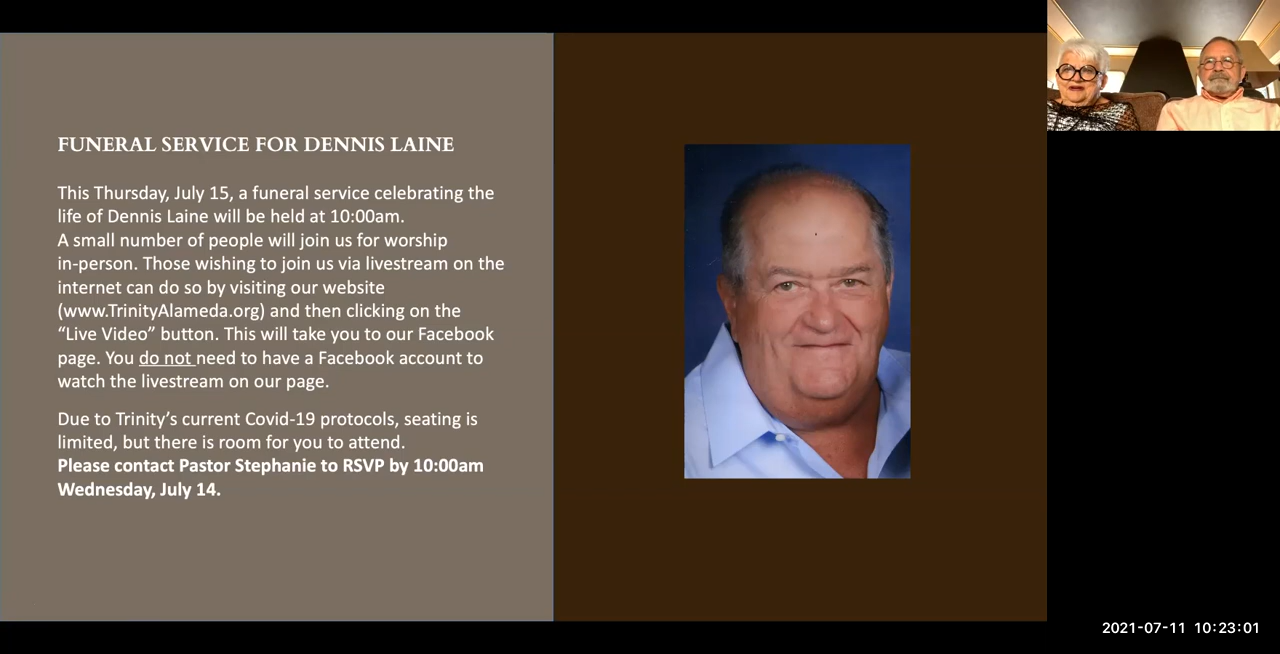 FUNERAL SERVICE FOR DENNIS LAINE
This Thursday, July 15, a funeral service celebrating the
life of Dennis Laine will be held at 10:00am.
A small number of people will join us for worship
in-person. Those wishing to join us via livestream on the
internet can do so by visiting our website
(www.TrinityAlameda.org) and then clicking on the
“Live Video” button. This will take you to our Facebook
page. You do not need to have a Facebook account to
watch the livestream on our page.
Due to Trinity’s current Covid-19 protocols, seating is
limited, but there is room for you to attend.
Please contact Pastor Stephanie to RSVP by 10:00am
Wednesday, July 14.
2021-07-11 10:23:01